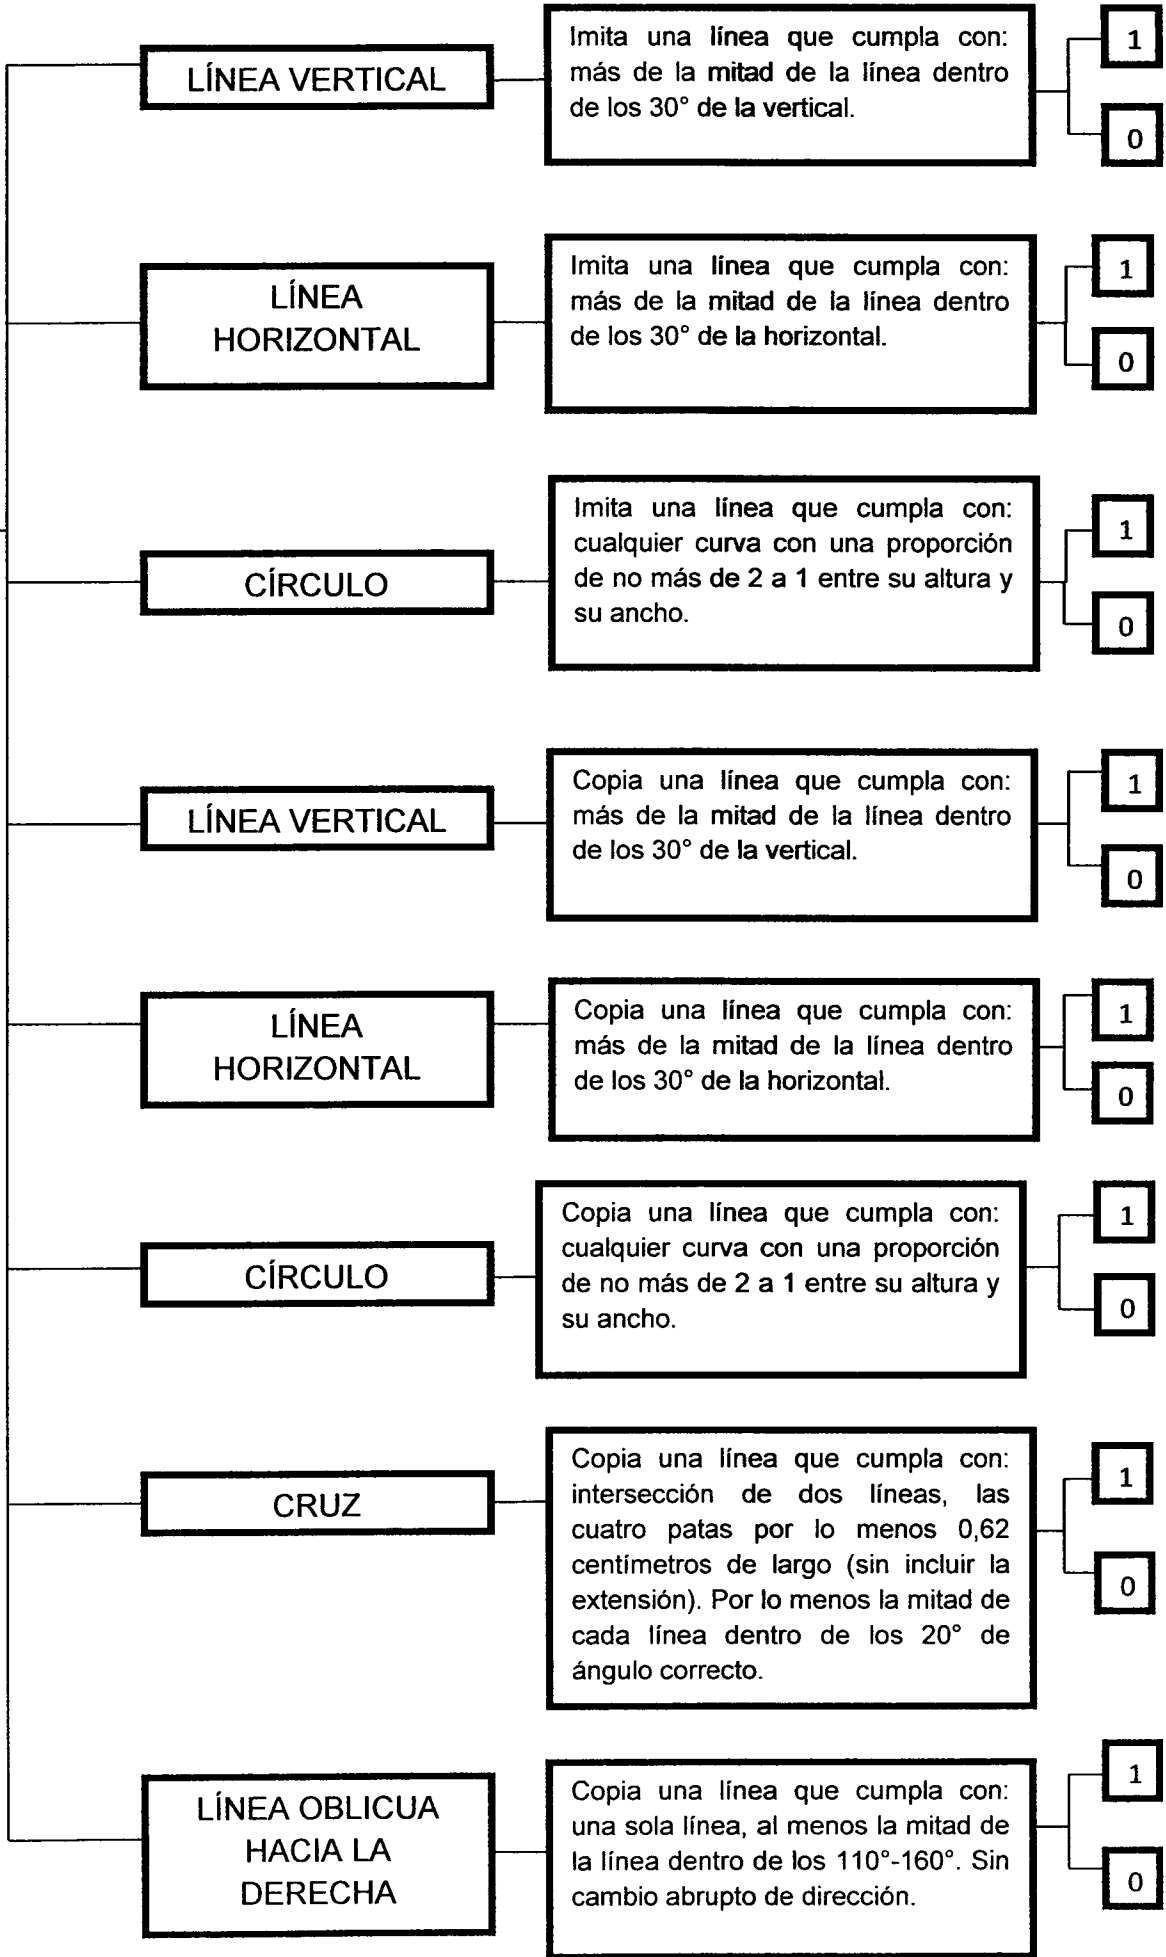 LÍNEA VERTICAL
Imita una línea que cumpla con:
más de la mitad de la línea dentro
de los 30° de la vertical.
1
0
LÍNEA
HORIZONTAL
Imita una línea que cumpla con:
más de la mitad de la línea dentro
de los 30° de la horizontal.
1
0
CÍRCULO
Imita una línea que cumpla con:
cualquier curva con una proporción
de no más de 2 a 1 entre su altura y
su ancho.
1
0
LÍNEA VERTICAL
Copia una línea que cumpla con:
más de la mitad de la línea dentro
de los 30° de la vertical.
1
0
LÍNEA
HORIZONTAL
Copia una línea que cumpla con:
más de la mitad de la línea dentro
de los 30° de la horizontal.
1
0
CÍRCULO
Copia una línea que cumpla con:
cualquier curva con una proporción
de no más de 2 a 1 entre su altura y
su ancho.
1
0
CRUZ
Copia una línea que cumpla con:
intersección de dos líneas, las
cuatro patas por lo menos 0,62
centímetros de largo (sin incluir la
extensión). Por lo menos la mitad de
cada línea dentro de los 20° de
ángulo correcto.
1
0
LÍNEA OBLICUA
HACIA LA
DERECHA
Copia una línea que cumpla con:
una sola línea, al menos la mitad de
la línea dentro de los 110°-160°. Sin
cambio abrupto de dirección.
1
0